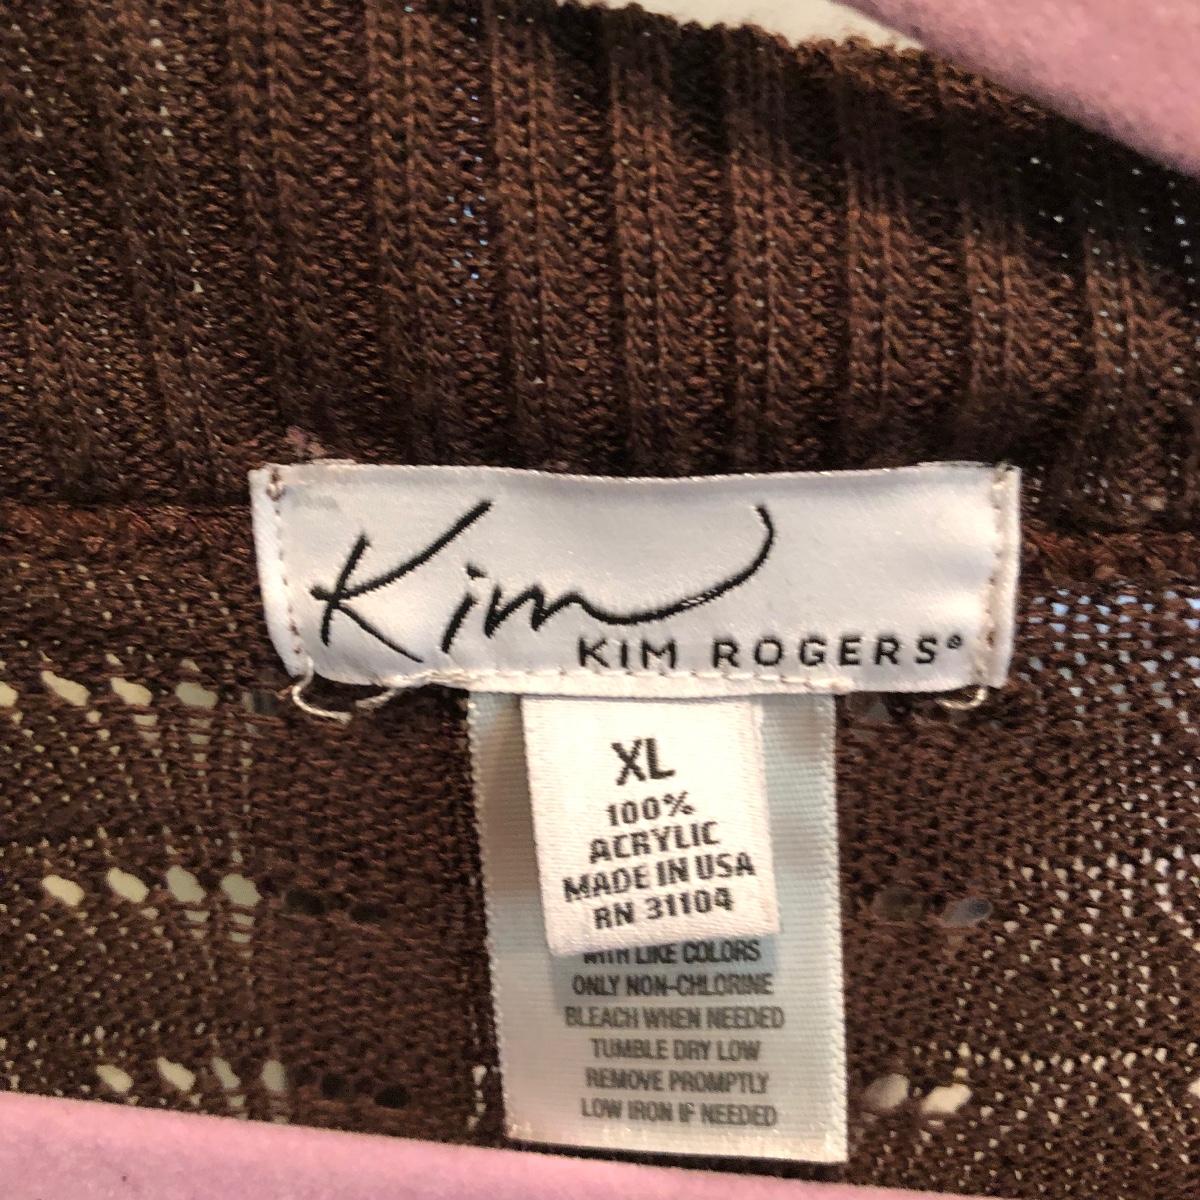 Kim
KIM ROGERS®
XL
100%
ACRYLIC
MADE IN USA
RN 31104
WITH LIKE COLORS
ONLY NON-CHLORINE
BLEACH WHEN NEEDED
TUMBLE DRY LOW
REMOVE PROMPTLY
LOW IRON IF NEEDED